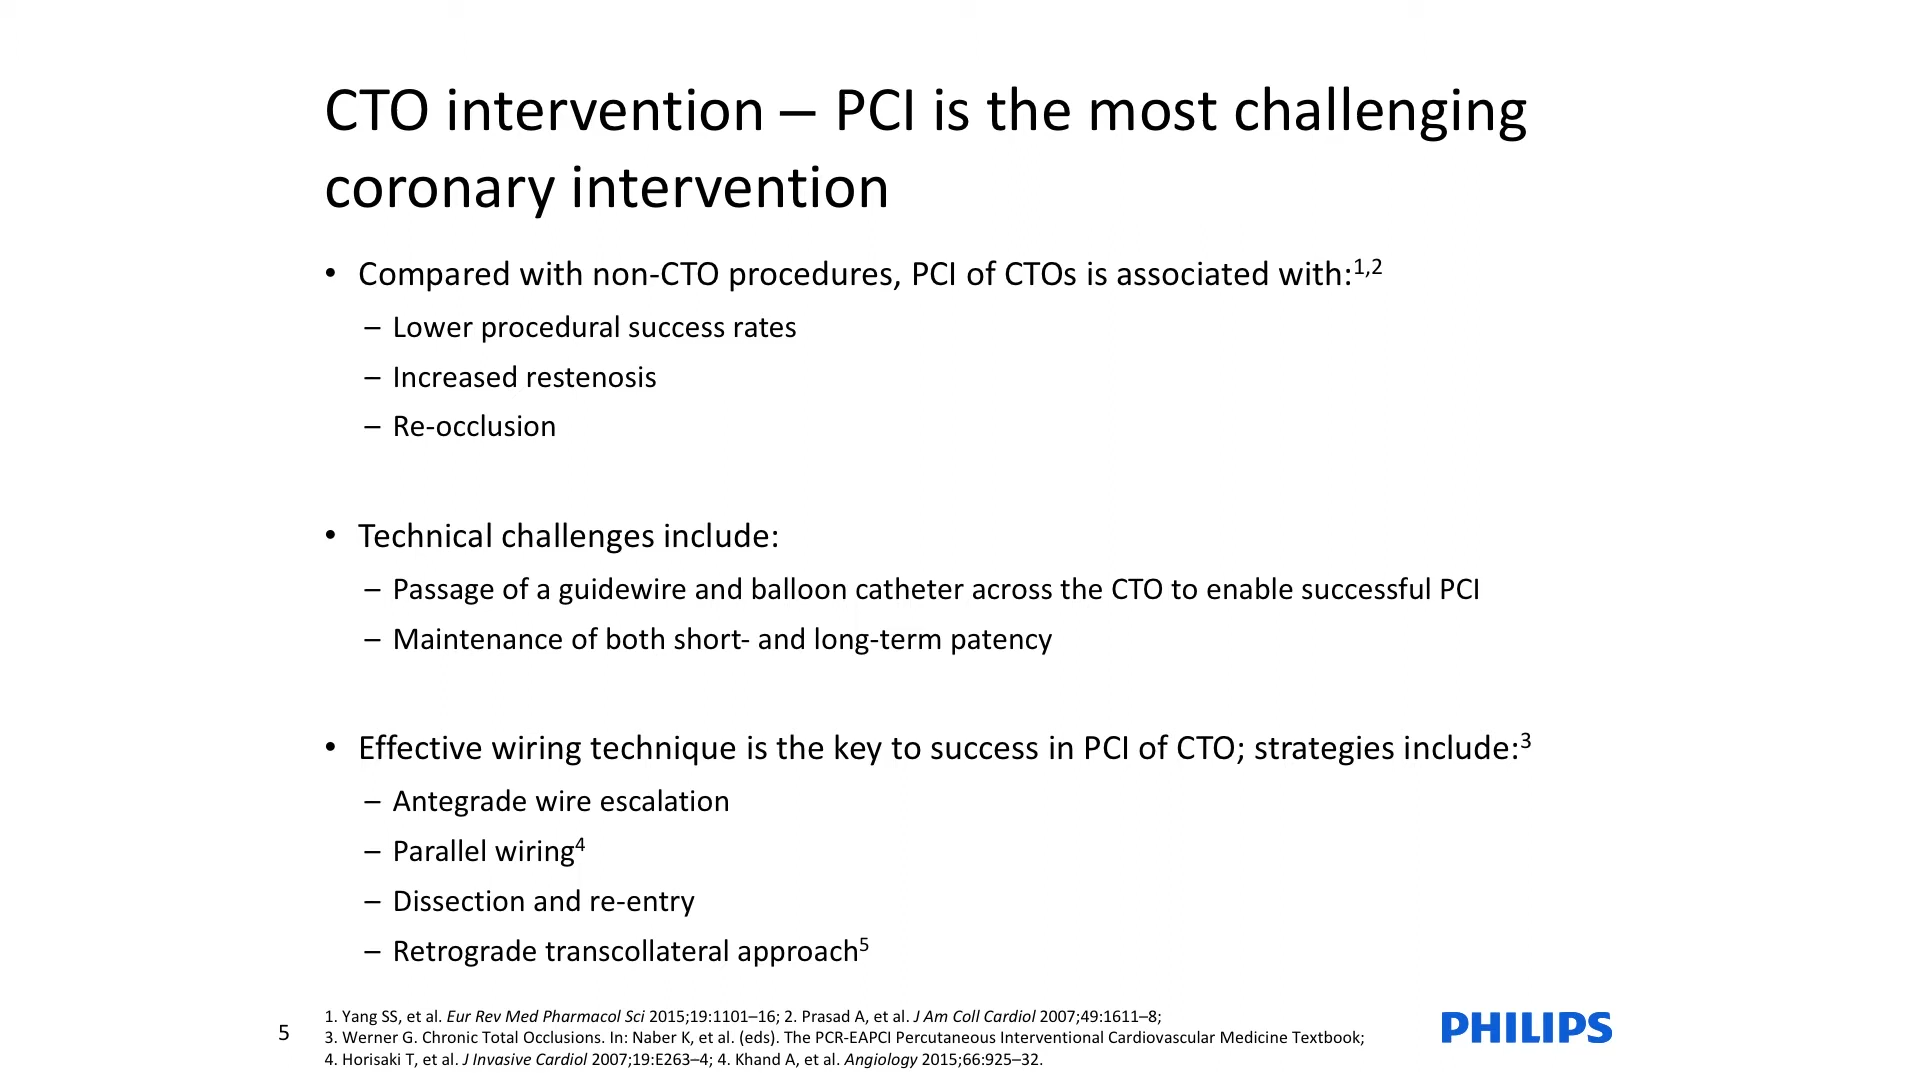 CTO intervention – PCI is the most challenging
coronary intervention
• Compared with non-CTO procedures, PCI of CTOs is associated with:1,2
– Lower procedural success rates
– Increased restenosis
– Re-occlusion
• Technical challenges include:
– Passage of a guidewire and balloon catheter across the CTO to enable successful PCI
– Maintenance of both short- and long-term patency
• Effective wiring technique is the key to success in PCI of CTO; strategies include:3
– Antegrade wire escalation
– Parallel wiring4
– Dissection and re-entry
– Retrograde transcollateral approach5
5
1. Yang SS, et al. Eur Rev Med Pharmacol Sci 2015;19:1101–16; 2. Prasad A, et al. J Am Coll Cardiol 2007;49:1611–8;
3. Werner G. Chronic Total Occlusions. In: Naber K, et al. (eds). The PCR-EAPCI Percutaneous Interventional Cardiovascular Medicine Textbook;
4. Horisaki T, et al. J Invasive Cardiol 2007;19:E263–4; 4. Khand A, et al. Angiology 2015;66:925–32.
PHILIPS